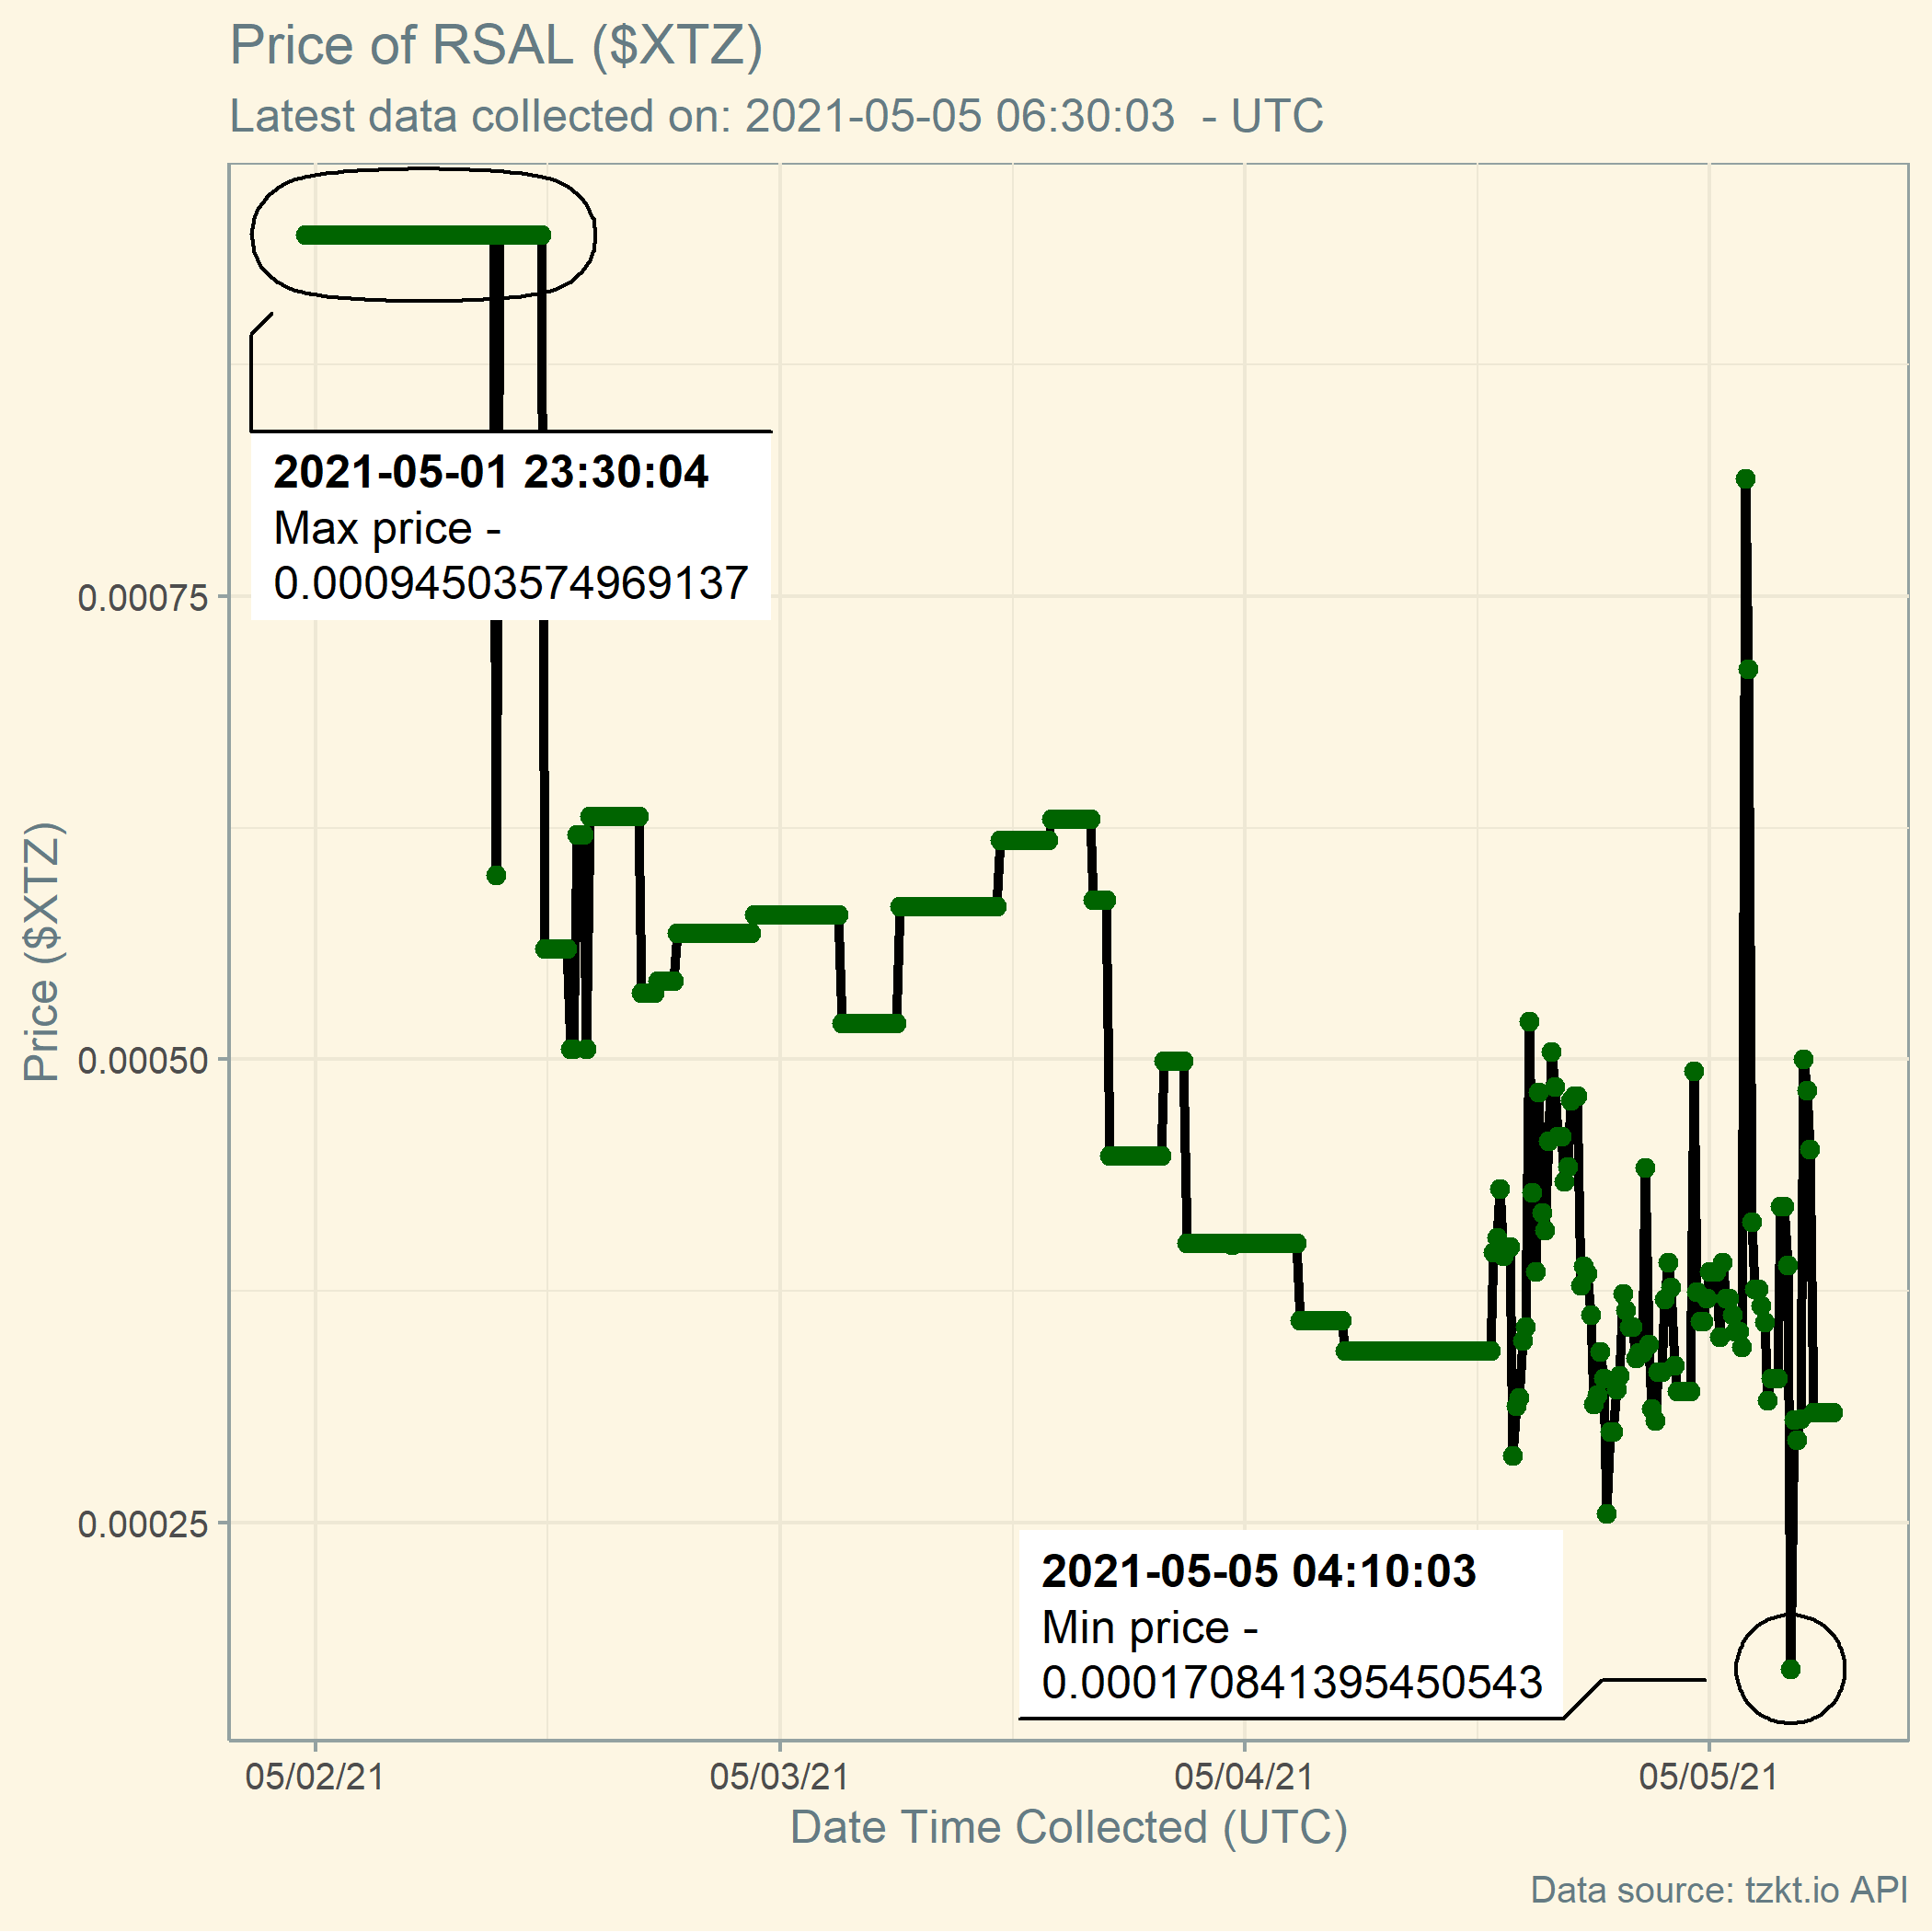 Price of RSAL ($XTZ)
Latest data collected on: 2021-05-05 06:30:03  - UTC
2021-05-01 23:30:04
Max price -
0.00094503574969137
0.00075
Price ($XTZ)
0.00050
0.00025
2021-05-05 04:10:03
Min price -
0.000170841395450543
05/02/21
05/03/21
05/04/21
05/05/21
Date Time Collected (UTC)
Data source: tzkt.io API